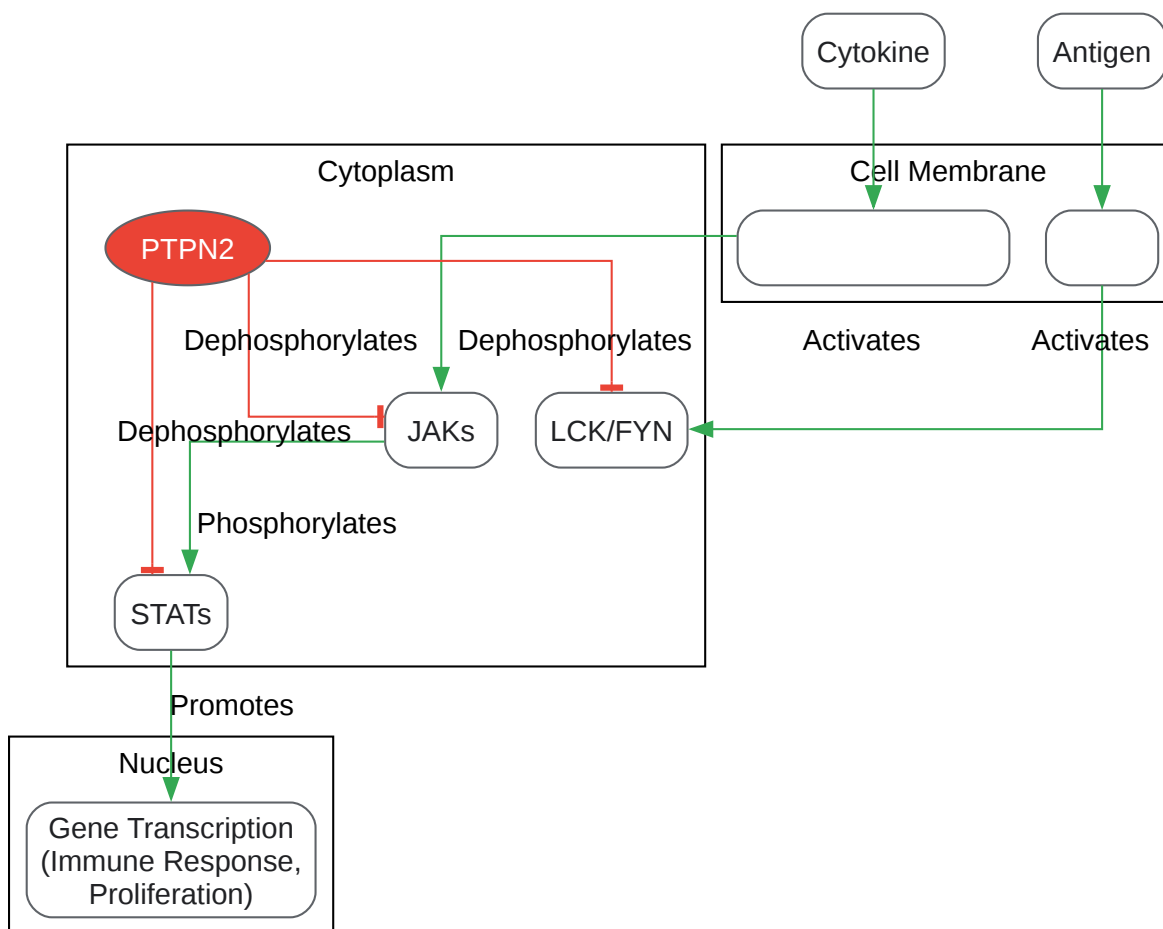 Cytokine
Antigen
Cytoplasm
Cell Membrane
PTPN2
Dephosphorylates
Dephosphorylates
Activates
Activates
Dephosphorylates
JAKs
LCK/FYN
Phosphorylates
STATs
Promotes
Nucleus
Gene Transcription
(Immune Response,
Proliferation)